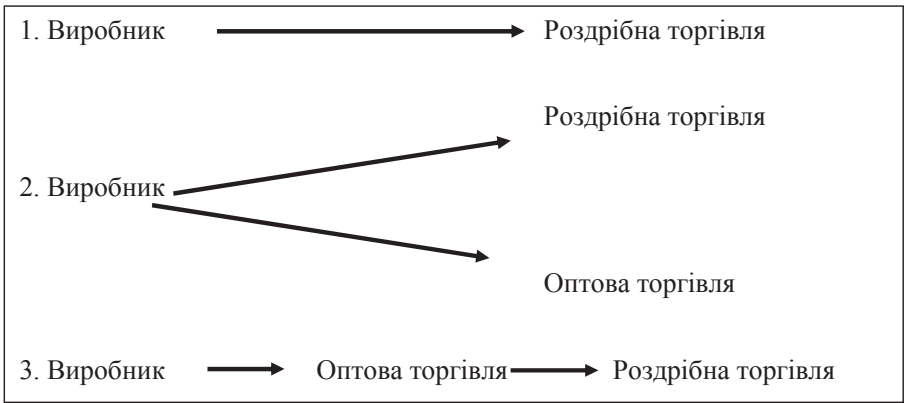 1. Виробник Роздрібна торгівля
Роздрібна торгівля
2. Виробник
Оптова торгівля
3. Виробник Оптова торгівля Роздрібна торгівля